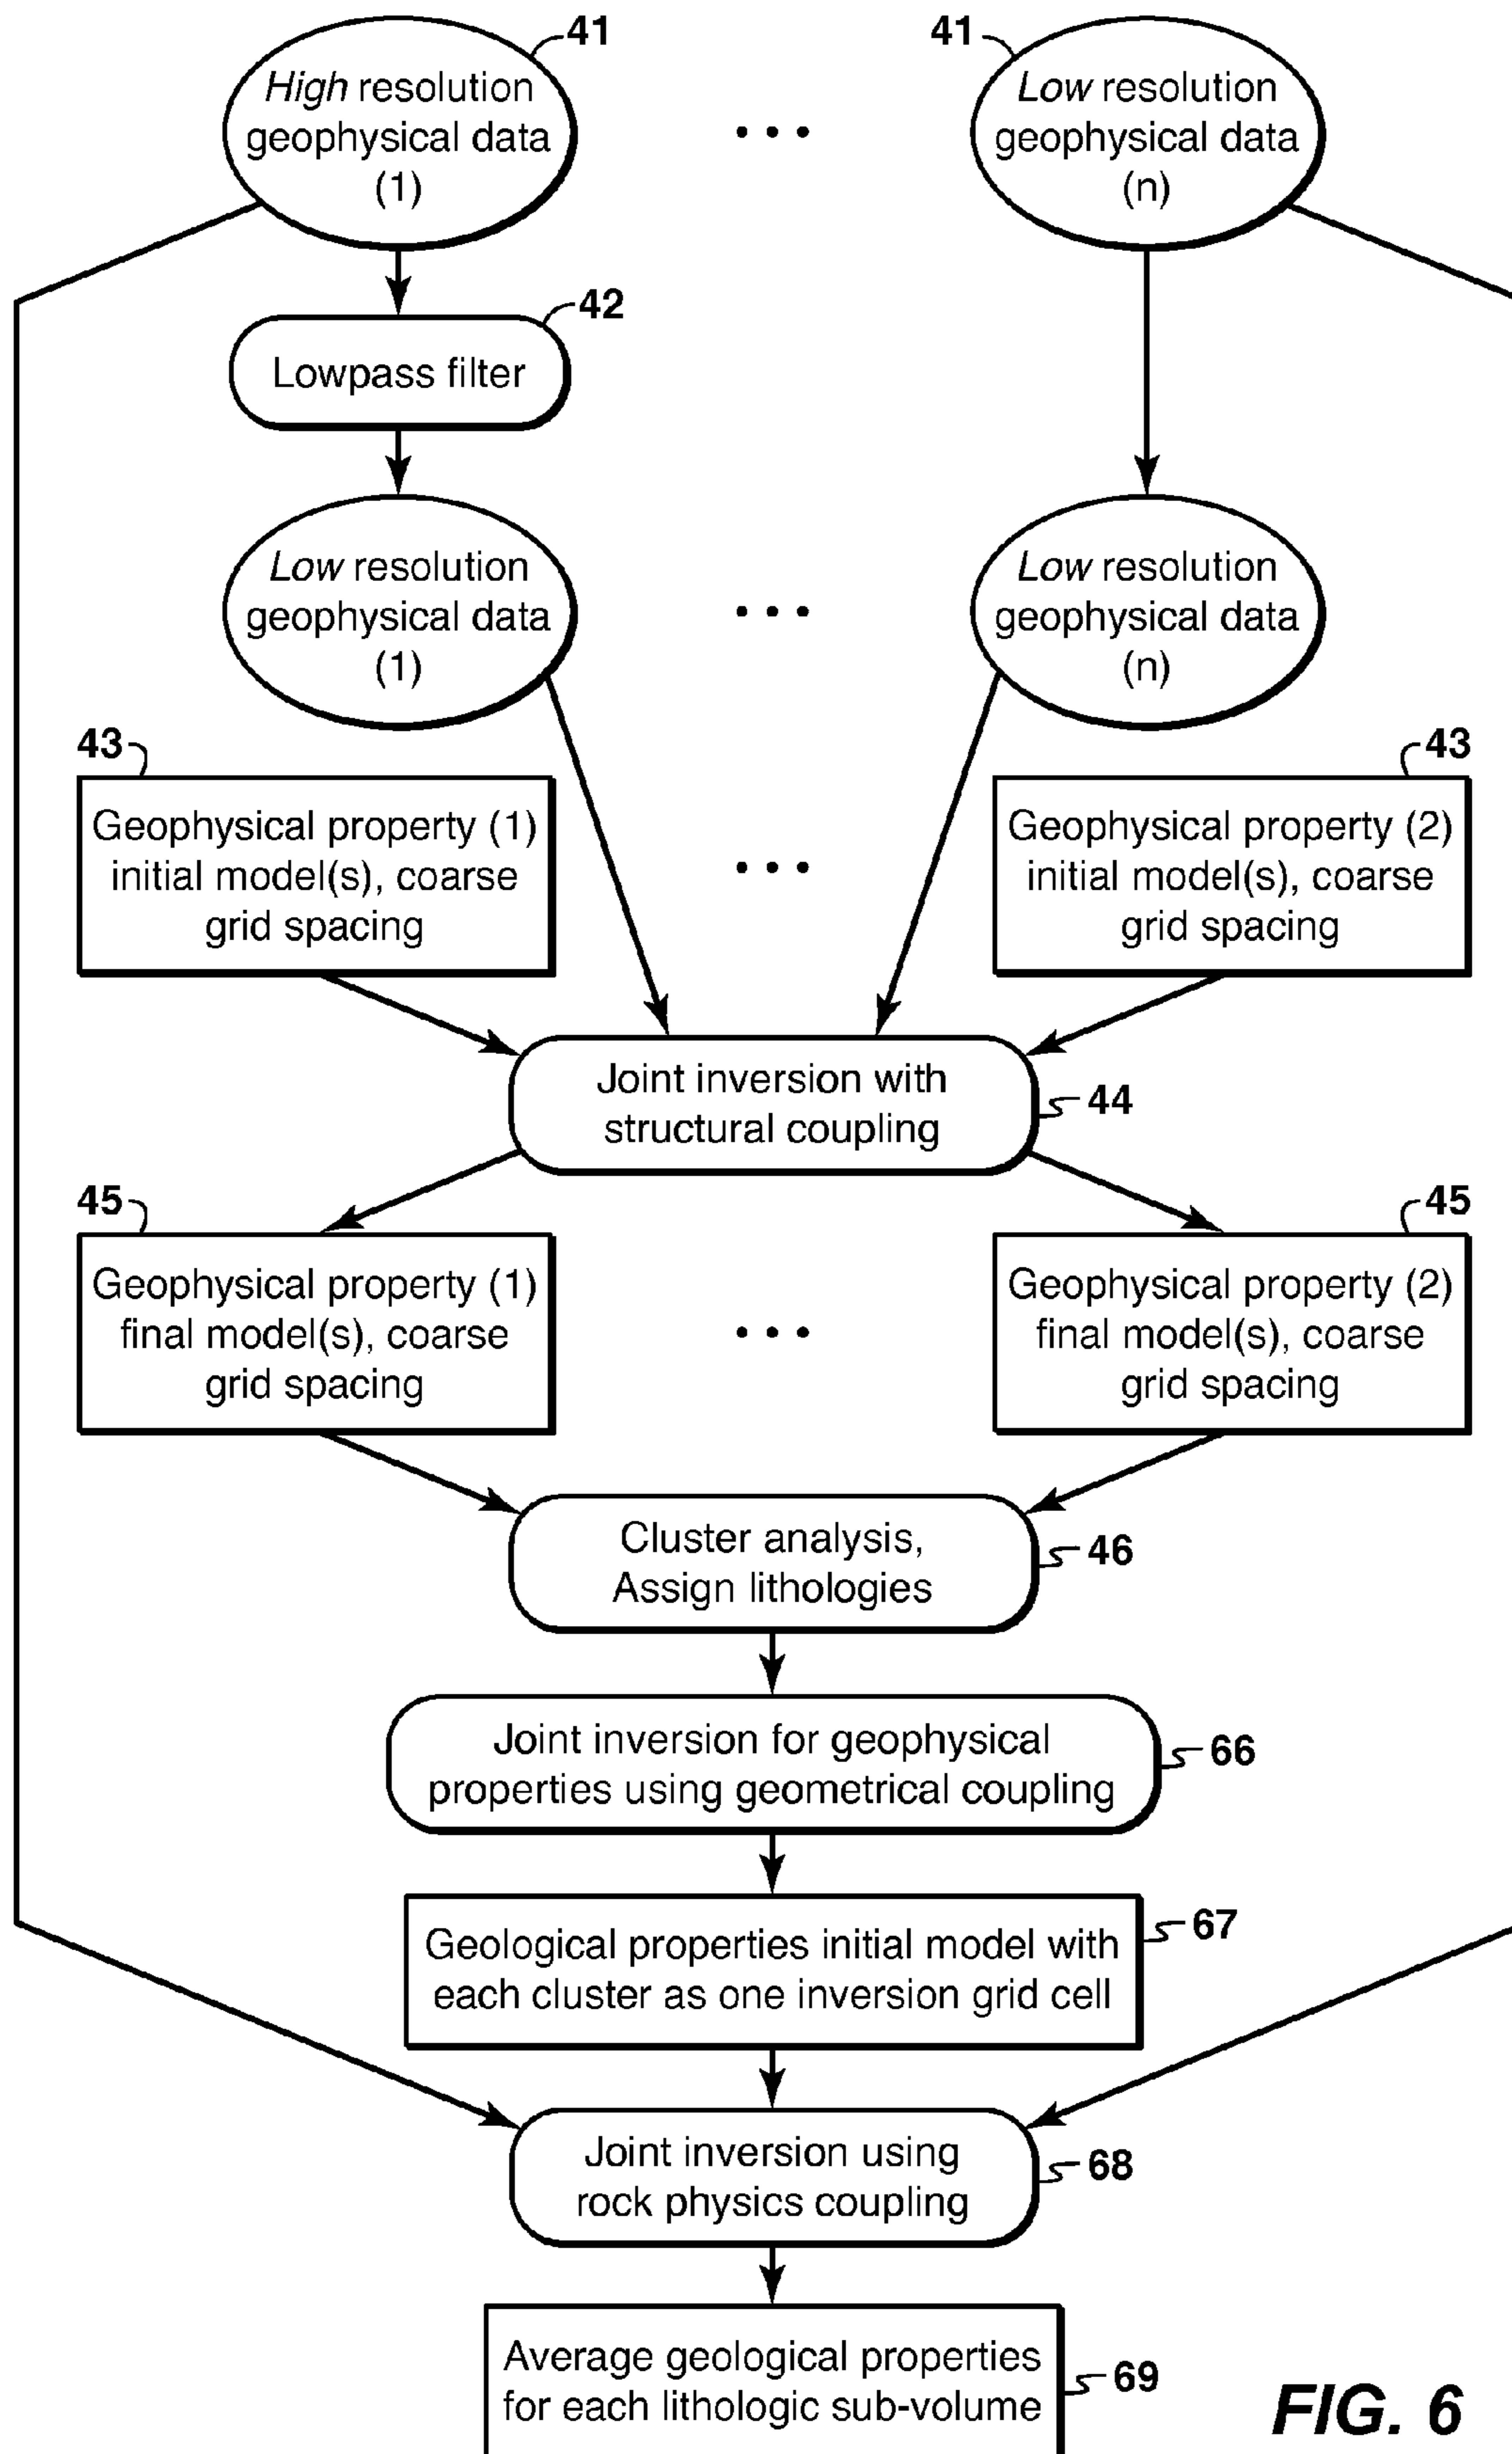 41
41
High resolution
geophysical data
(1)
• • •
Low resolution
geophysical data
(n)
42
Lowpass filter
Low resolution
geophysical data
(1)
• • •
Low resolution
geophysical data
(n)
43
43
Geophysical property (1)
initial model(s), coarse
grid spacing
• • •
Geophysical property (2)
initial model(s), coarse
grid spacing
Joint inversion with
structural coupling
44
45
45
Geophysical property (1)
final model(s), coarse
grid spacing
• • •
Geophysical property (2)
final model(s), coarse
grid spacing
Cluster analysis,
Assign lithologies
46
Joint inversion for geophysical
properties using geometrical coupling
66
Geological properties initial model with
each cluster as one inversion grid cell
67
Joint inversion using
rock physics coupling
68
Average geological properties
for each lithologic sub-volume
69
FIG. 6